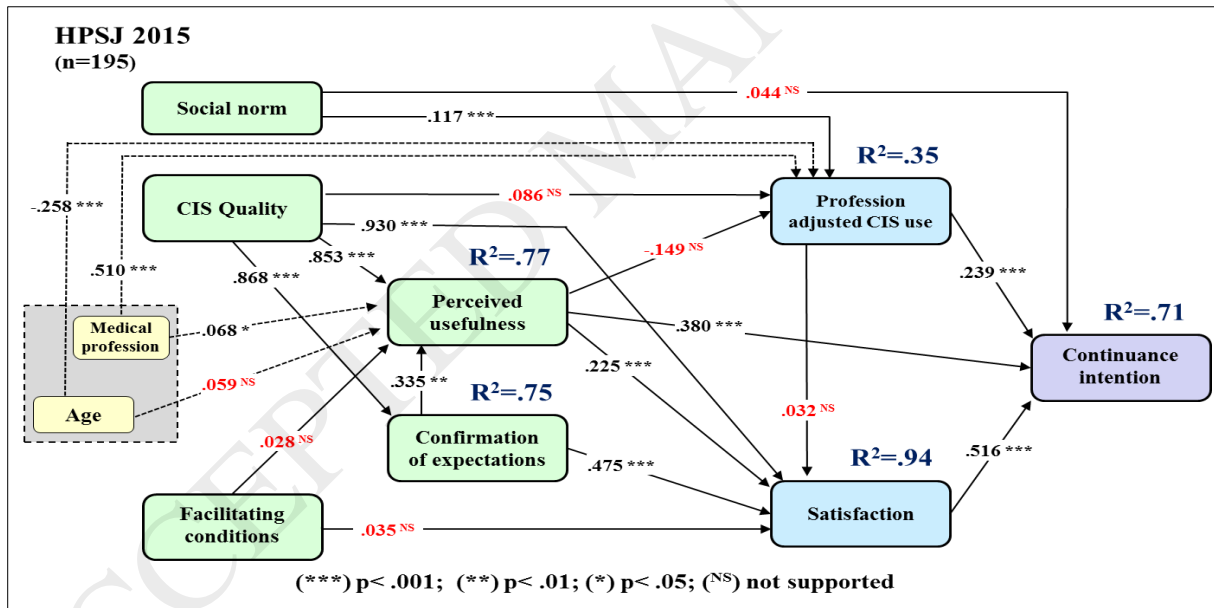 HPSJ 2015
(n=195)
Social norm
.044 NS
.117 ***
R²=.35
CIS Quality
.086 NS
Profession
adjusted CIS use
-.258 ***
.930 ***
.853 ***
R²=.77
-.149 NS
.868 ***
.510 ***
.239 ***
Perceived
usefulness
R²=.71
Medical
profession
.068 *
.380 ***
Continuance
intention
.225 ***
.059 NS
.335 **
R²=.75
.032 NS
Age
Confirmation
of expectations
.028 NS
R²=.94
.516 ***
.475 ***
Facilitating
conditions
.035 NS
Satisfaction
(***) p< .001; (**) p< .01; (*) p< .05; (NS) not supported
CCEPTED MAN